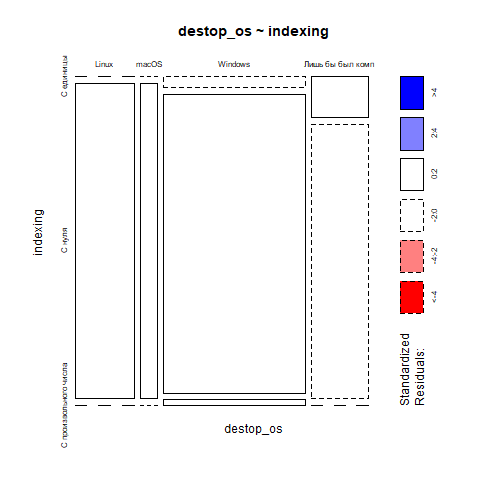 destop_os ~ indexing
Linux
macOS
Windows
Лишь бы был комп
С единицы
С нуля
С произвольного числа
indexing
destop_os
>4
2:4
0:2
-2:0
-4:-2
<-4
Standardized
Residuals: